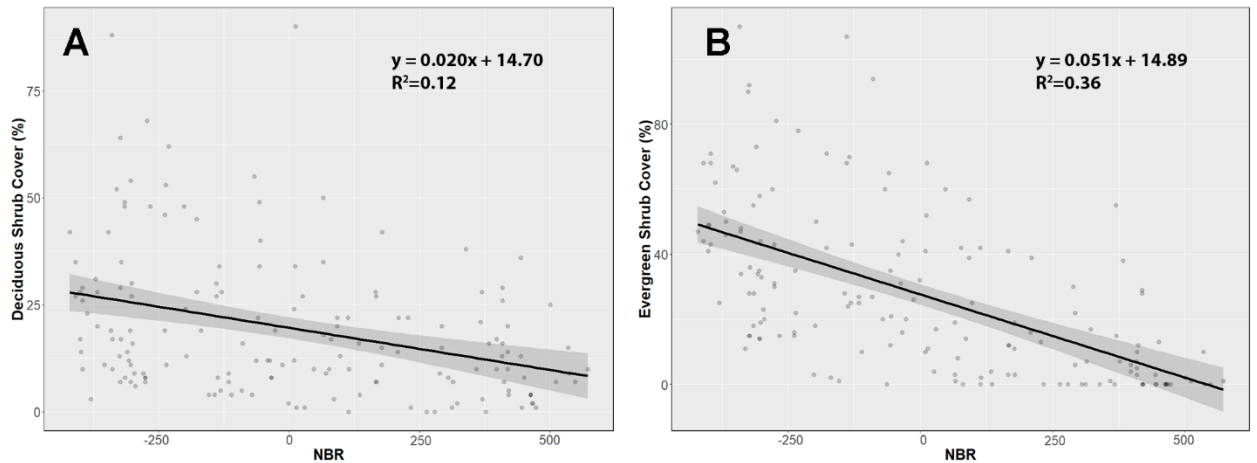 A
y = 0.020x + 14.70
R²=0.12
75
50
25
0
Deciduous Shrub Cover (%)
-250
0
250
500
NBR
B
y = 0.051x + 14.89
R²=0.36
80
40
0
Evergreen Shrub Cover (%)
-250
0
250
500
NBR